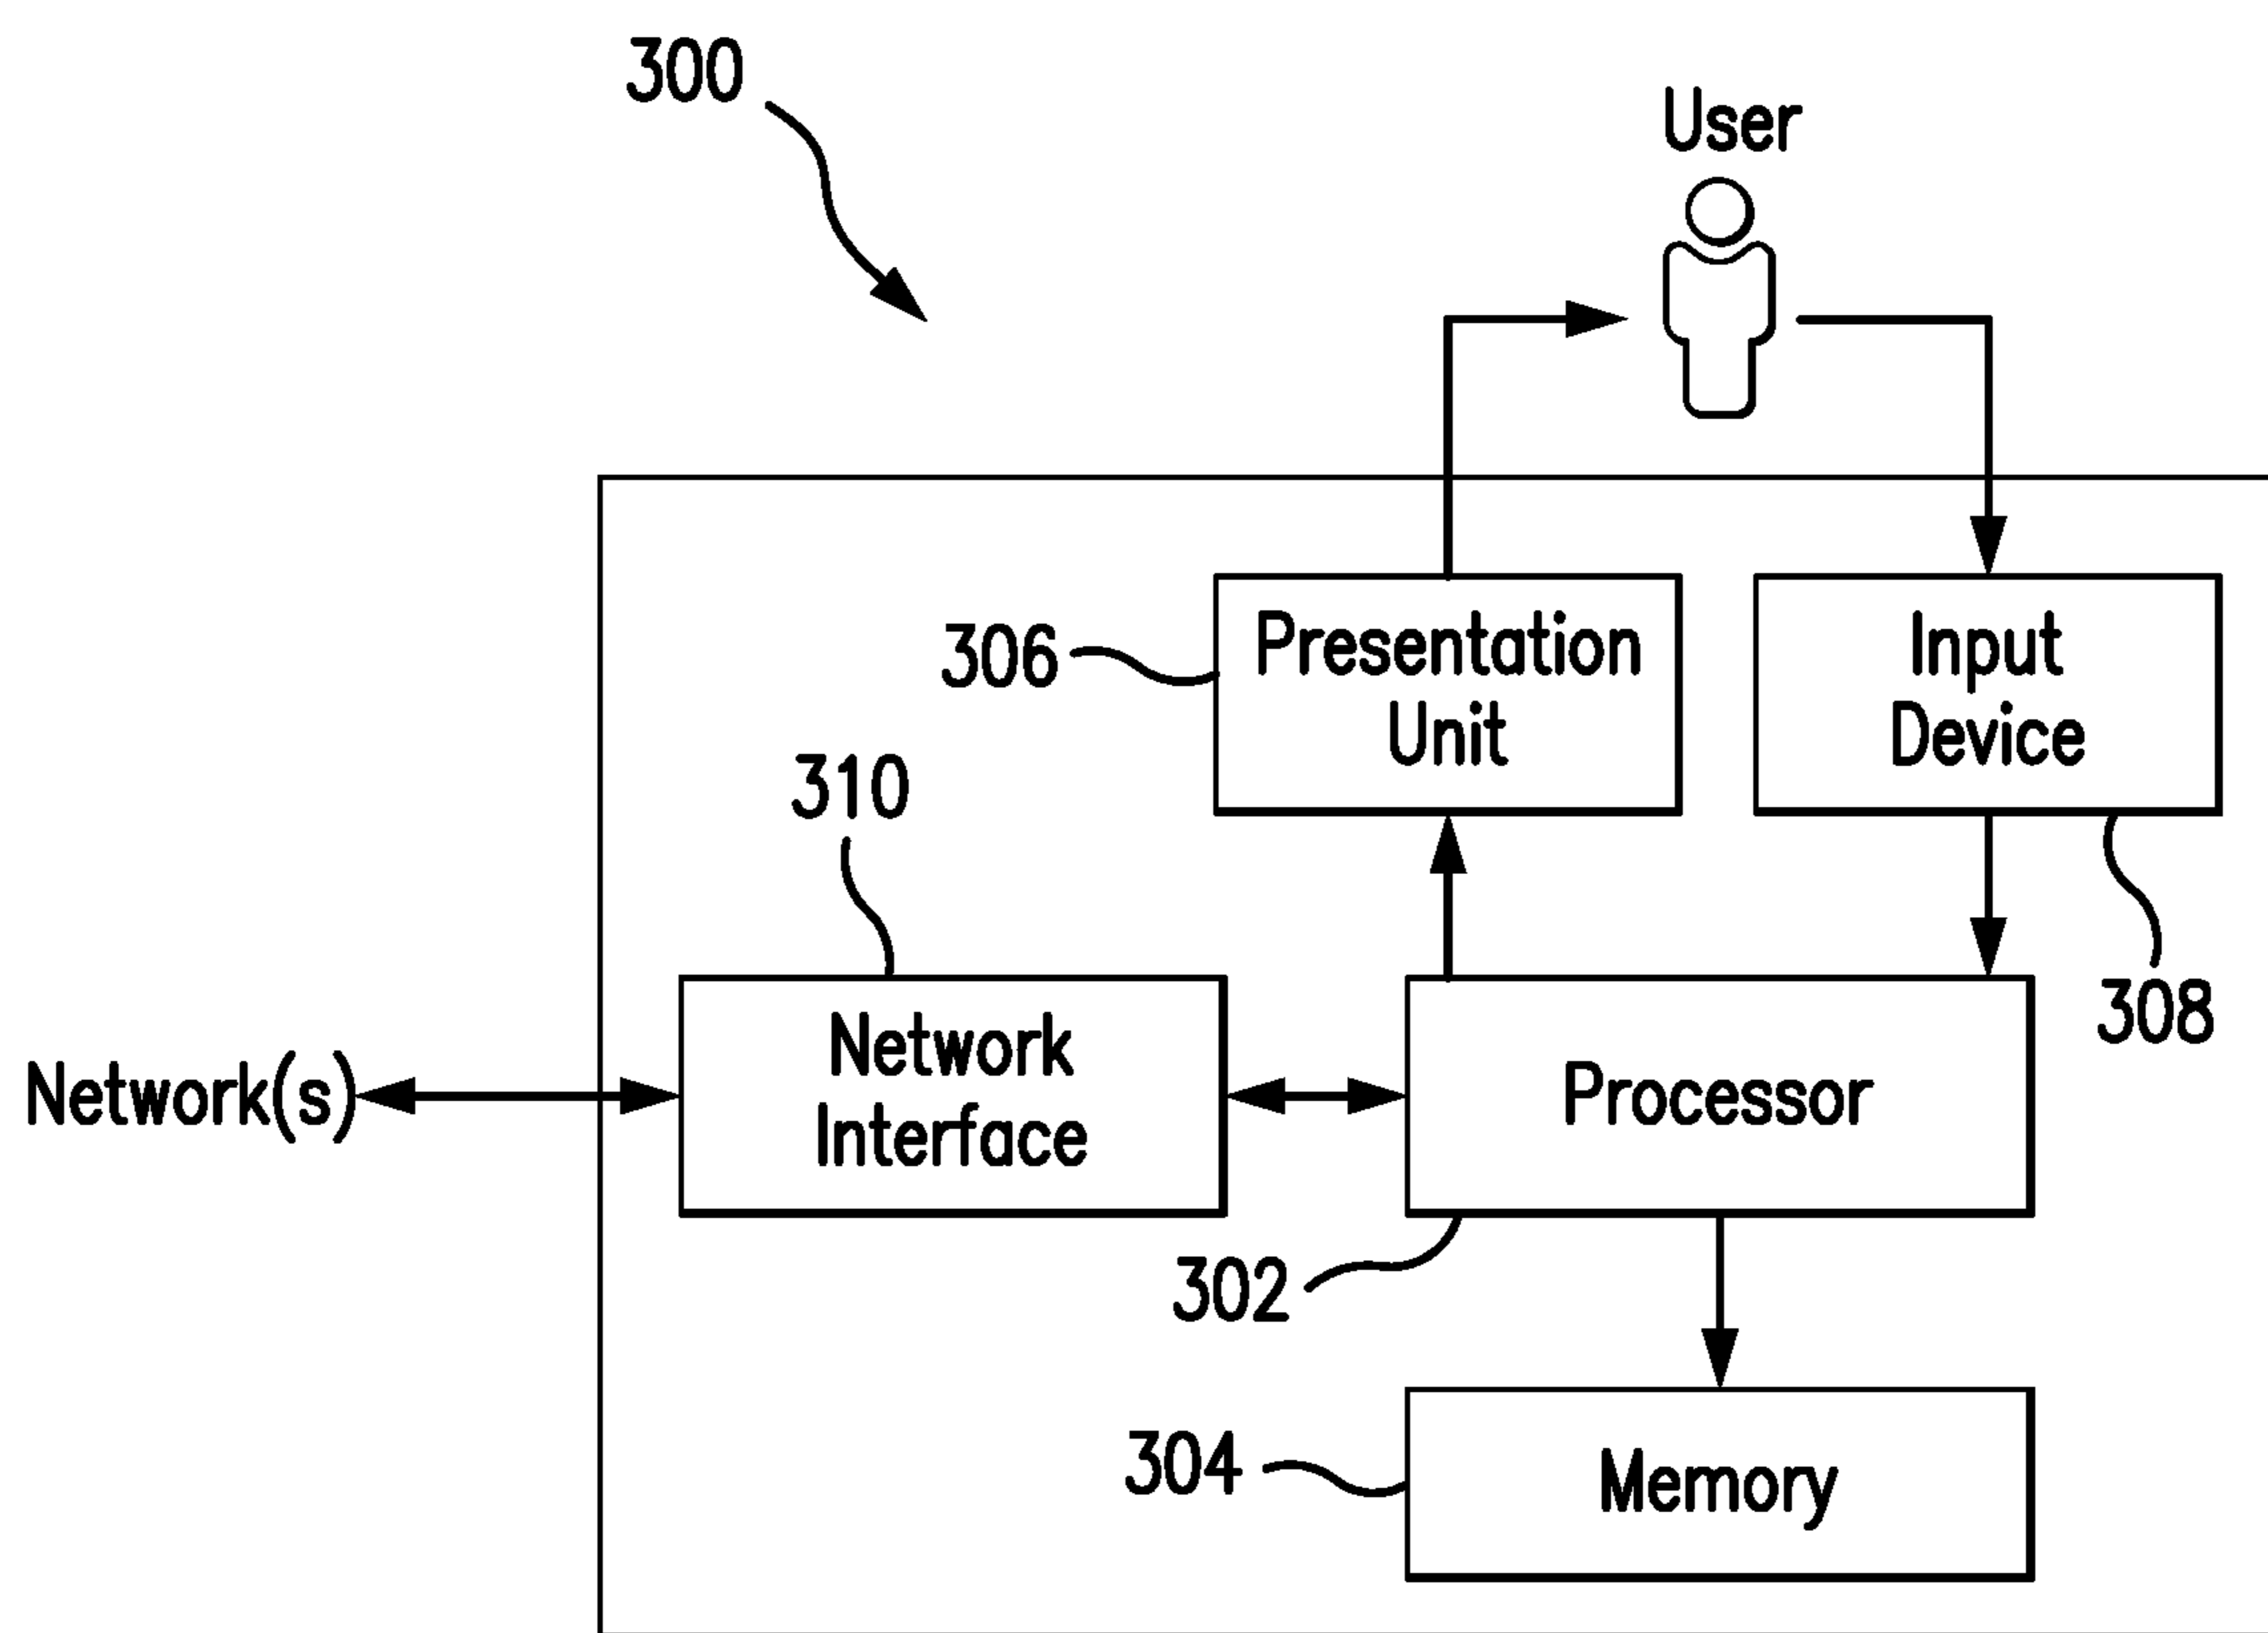 300
User
306
Presentation
Unit
Input
Device
310
308
Network(s)
Network
Interface
Processor
302
304
Memory